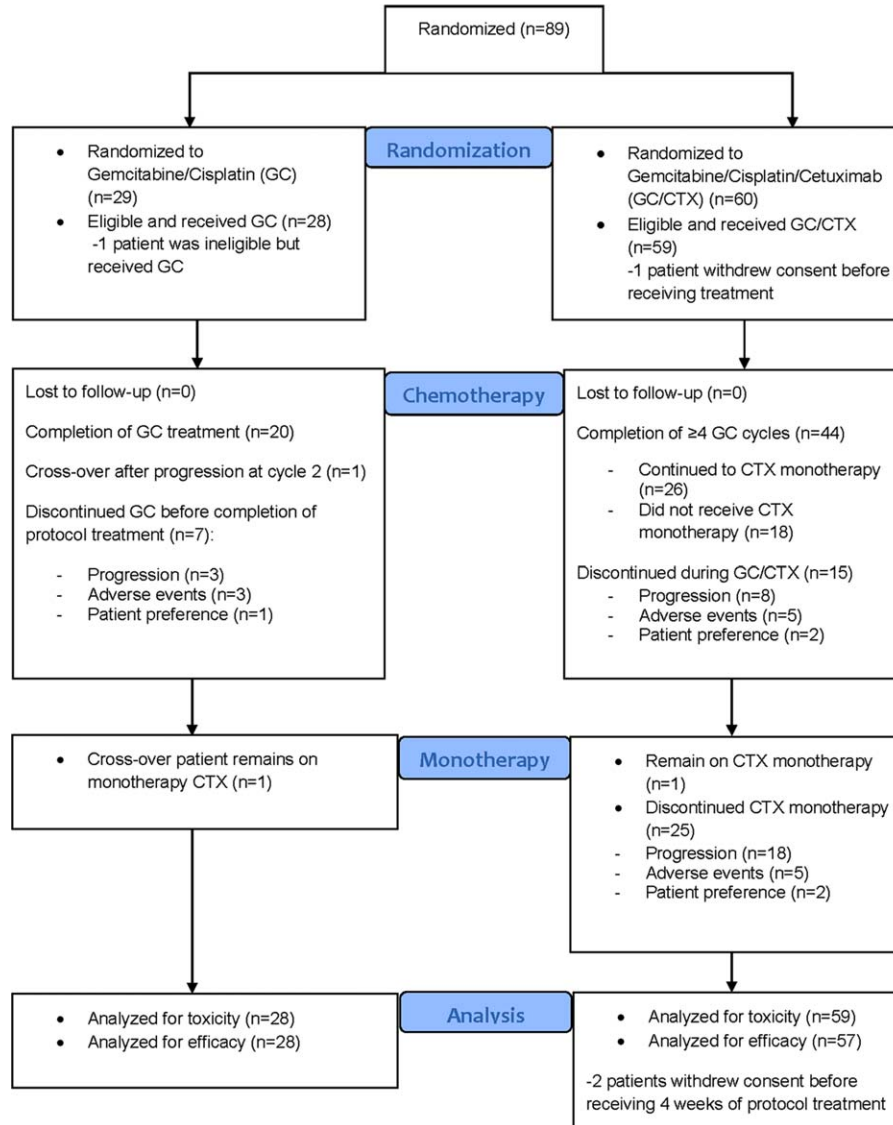 Randomized (n=89)
Randomization
• Randomized to
Gemcitabine/Cisplatin (GC)
(n=29)
• Eligible and received GC (n=28)
-1 patient was ineligible but
received GC
• Randomized to
Gemcitabine/Cisplatin/Cetuximab
(GC/CTX) (n=60)
• Eligible and received GC/CTX
(n=59)
-1 patient withdrew consent before
receiving treatment
Chemotherapy
Lost to follow-up (n=0)
Completion of GC treatment (n=20)
Cross-over after progression at cycle 2 (n=1)
Discontinued GC before completion of
protocol treatment (n=7):
- Progression (n=3)
- Adverse events (n=3)
- Patient preference (n=1)
Lost to follow-up (n=0)
Completion of ≥4 GC cycles (n=44)
- Continued to CTX monotherapy
(n=26)
- Did not receive CTX
monotherapy (n=18)
Discontinued during GC/CTX (n=15)
- Progression (n=8)
- Adverse events (n=5)
- Patient preference (n=2)
Monotherapy
• Cross-over patient remains on
monotherapy CTX (n=1)
• Remain on CTX monotherapy
(n=1)
• Discontinued CTX monotherapy
(n=25)
- Progression (n=18)
- Adverse events (n=5)
- Patient preference (n=2)
Analysis
• Analyzed for toxicity (n=28)
• Analyzed for efficacy (n=28)
• Analyzed for toxicity (n=59)
• Analyzed for efficacy (n=57)
-2 patients withdrew consent before
receiving 4 weeks of protocol treatment